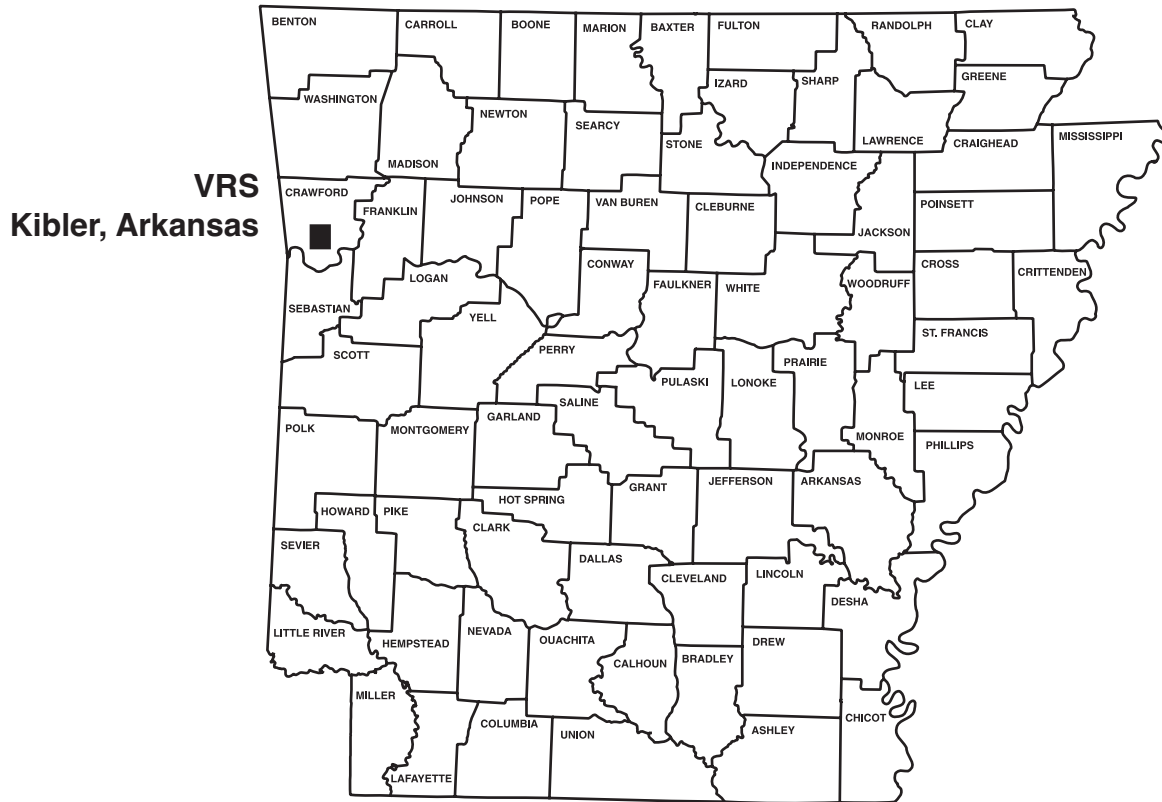 BENTON
CARROLL
BOONE
MARION
BAXTER
FULTON
RANDOLPH
CLAY
WASHINGTON
MADISON
NEWTON
SEARCY
STONE
IZARD
SHARP
LAWRENCE
GREENE
CRAIGHEAD
MISSISSIPPI
INDEPENDENCE
VRS
Kibler, Arkansas
CRAWFORD
FRANKLIN
JOHNSON
POPE
VAN BUREN
CLEBURNE
JACKSON
POINSETT
SEBASTIAN
LOGAN
YELL
CONWAY
FAULKNER
WHITE
WOODRUFF
CROSS
CRITTENDEN
SCOTT
PERRY
ST. FRANCIS
PRAIRIE
PULASKI
LONOKE
LEE
SALINE
GARLAND
POLK
MONTGOMERY
MONROE
PHILLIPS
HOT SPRING
GRANT
JEFFERSON
ARKANSAS
HOWARD
PIKE
CLARK
SEVIER
DALLAS
CLEVELAND
LINCOLN
DESHA
LITTLE RIVER
HEMPSTEAD
NEVADA
OUACHITA
CALHOUN
BRADLEY
DREW
MILLER
LAFAYETTE
COLUMBIA
UNION
ASHLEY
CHICOT